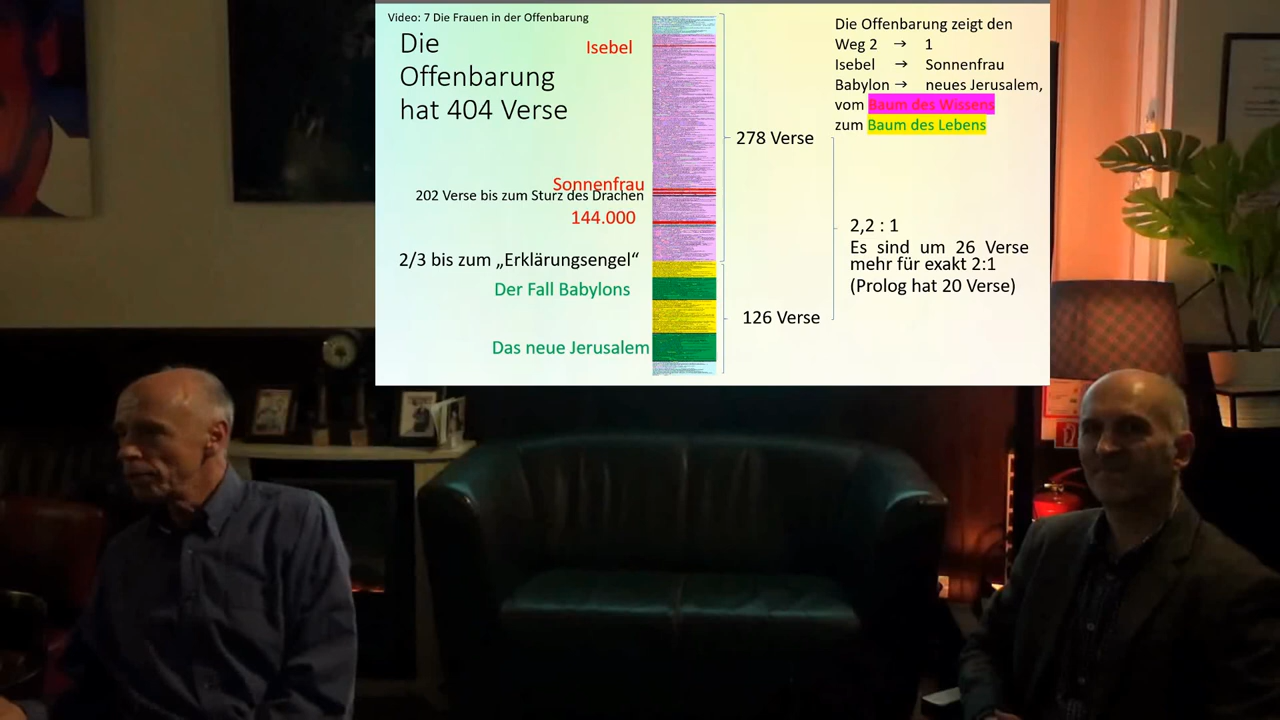 Video: 7 Die Frauen in der Offenbarung
Die
Offenbarung
hat 404 Verse
Isebel
Sonnenfrau
202 Verse bis zum Sturz des Drachen
144.000
2/3 bis zum „Erklärungsengel“
Der Fall Babylons
Das neue Jerusalem
278 Verse
126 Verse
Die Offenbarung zeigt den
Weg 2 → 1
Isebel → Sonnenfrau
Babylon → neues Jerusalem,
vom Baum des Wissens
zum Baum des Lebens
2,2 : 1
Es sind um 26 Verse
mehr für exakt 2:1
(Prolog hat 20 Verse)